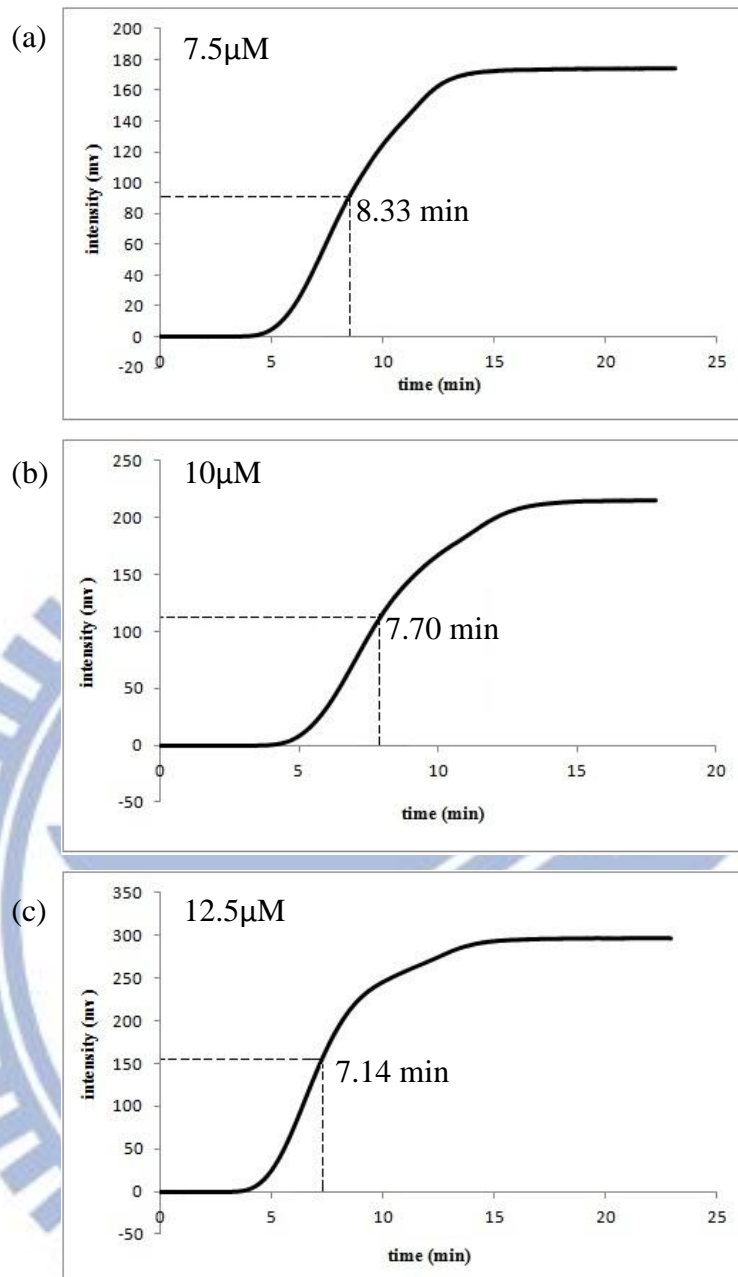 (a)
7.5μM
200
180
160
140
120
100
80
60
40
20
0
-20
intensity (mv)
8.33 min
0 5 10 15 20 25
time (min)
(b)
10μM
250
200
150
100
50
0
-50
intensity (mv)
7.70 min
0 5 10 15 20
time (min)
(c)
12.5μM
350
300
250
200
150
100
50
0
-50
intensity (mv)
7.14 min
0 5 10 15 20 25
time (min)